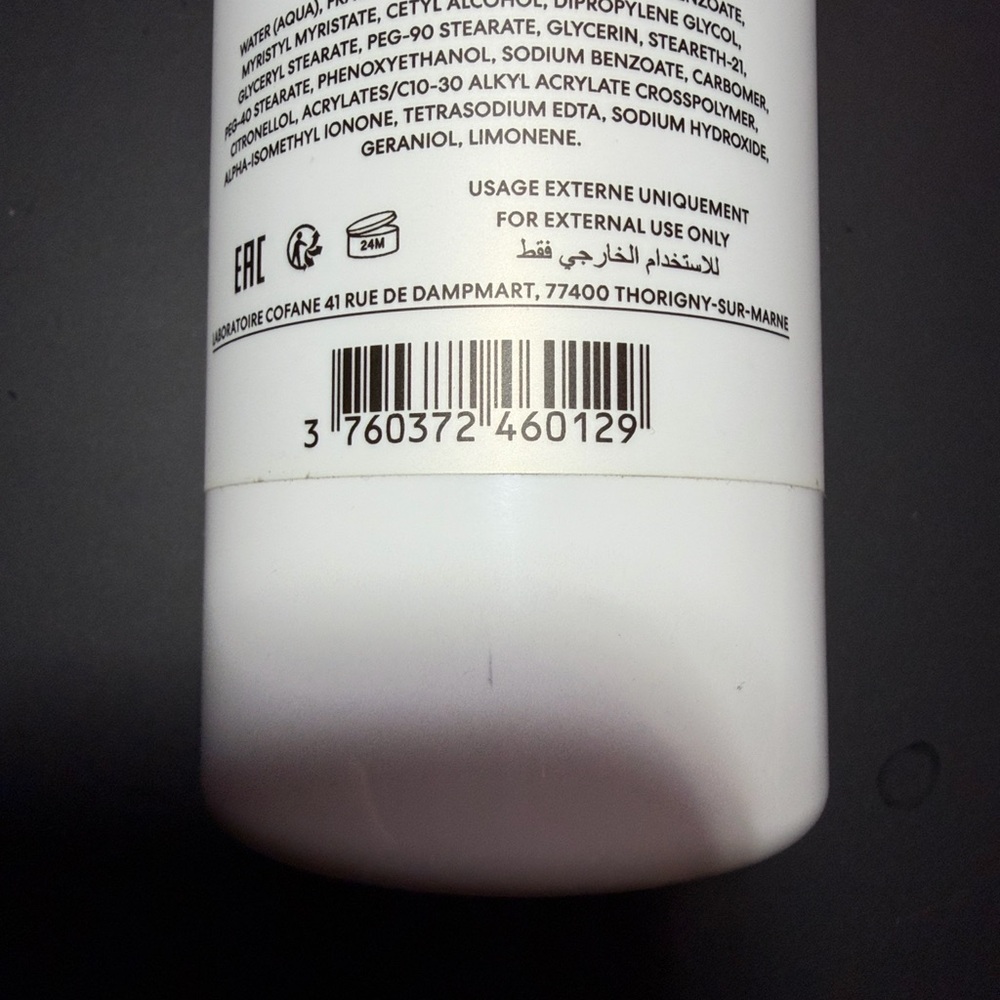 WATER (AQUA),
MYRISTYL MYRISTATE, CETYL ALCOHOL, DIPROPYLENE GLYCOL,
GLYCERYL STEARATE, PEG-90 STEARATE, GLYCERIN, STEARETH-21,
PEG-40 STEARATE, PHENOXYETHANOL, SODIUM BENZOATE, CARBOMER,
CITRONELLOL, ACRYLATES/C10-30 ALKYL ACRYLATE CROSSPOLYMER,
ALPHA-ISOMETHYL IONONE, TETRASODIUM EDTA, SODIUM HYDROXIDE,
GERANIOL, LIMONENE.
USAGE EXTERNE UNIQUEMENT
FOR EXTERNAL USE ONLY
للاستخدام الخارجي فقط
EAC
24M
LABORATOIRE COFANE 41 RUE DE DAMPMART, 77400 THORIGNY-SUR-MARNE
3 760372 460129